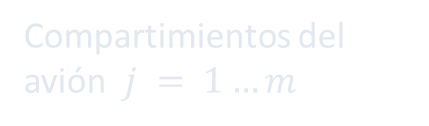 Compartimientos del
avión j = 1 … m